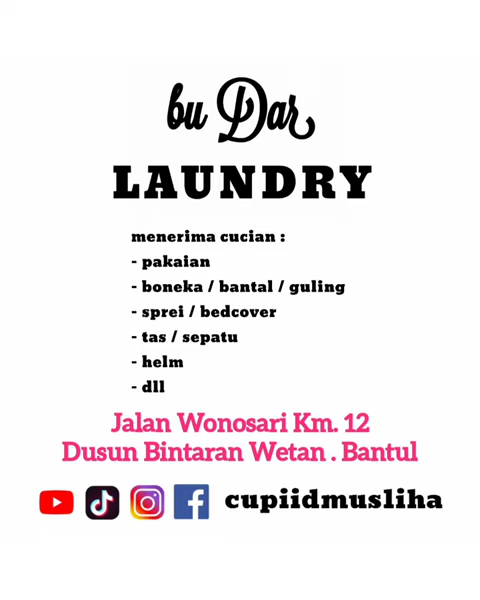 bu Dar
LAUNDRY
menerima cucian :
- pakaian
- boneka / bantal / guling
- sprei / bedcover
- tas / sepatu
- helm
- dll
Jalan Wonosari Km. 12
Dusun Bintaran Wetan . Bantul
cupiidmusliha